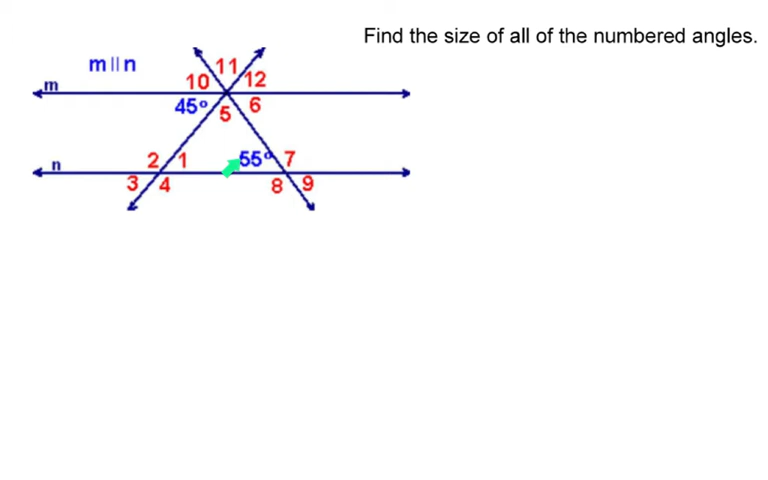 Find the size of all of the numbered angles.
m || n
11
10 12
m
45° 5 6
n 2 1 55° 7
3 4 8 9